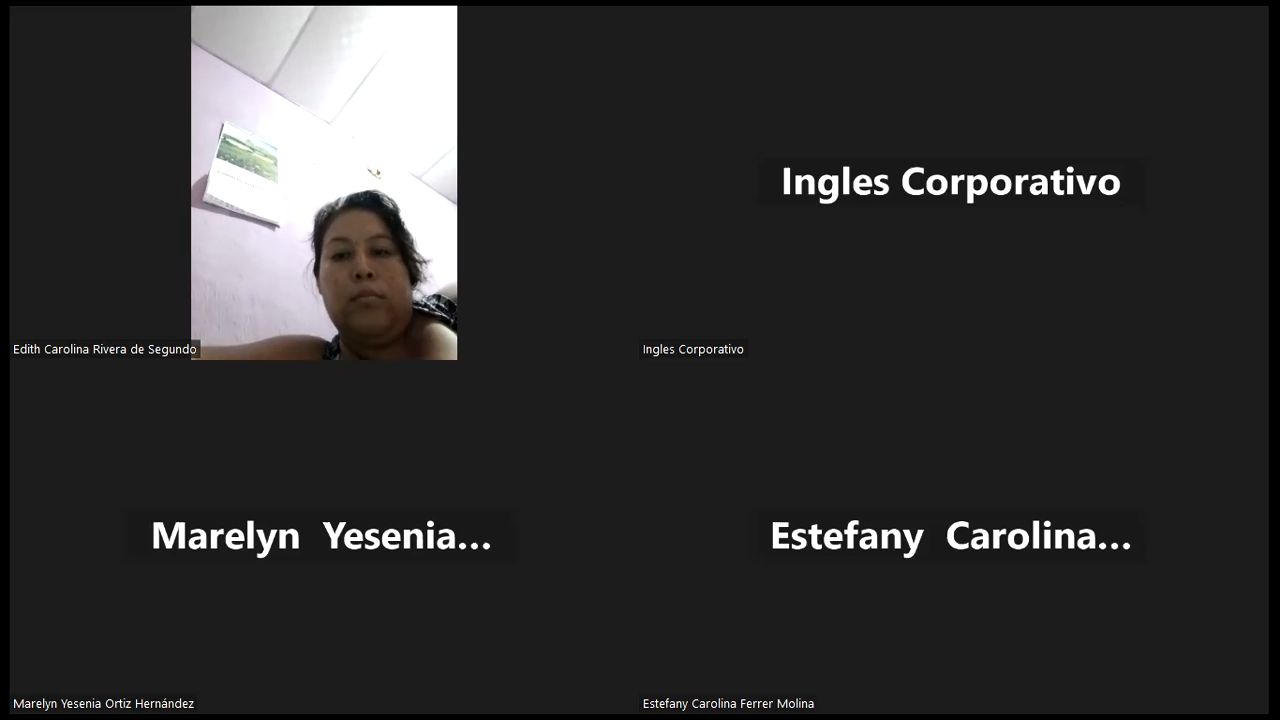 Edith Carolina Rivera de Segundo
Ingles Corporativo
Ingles Corporativo
Marelyn Yesenia...
Marelyn Yesenia Ortiz Hernández
Estefany Carolina...
Estefany Carolina Ferrer Molina